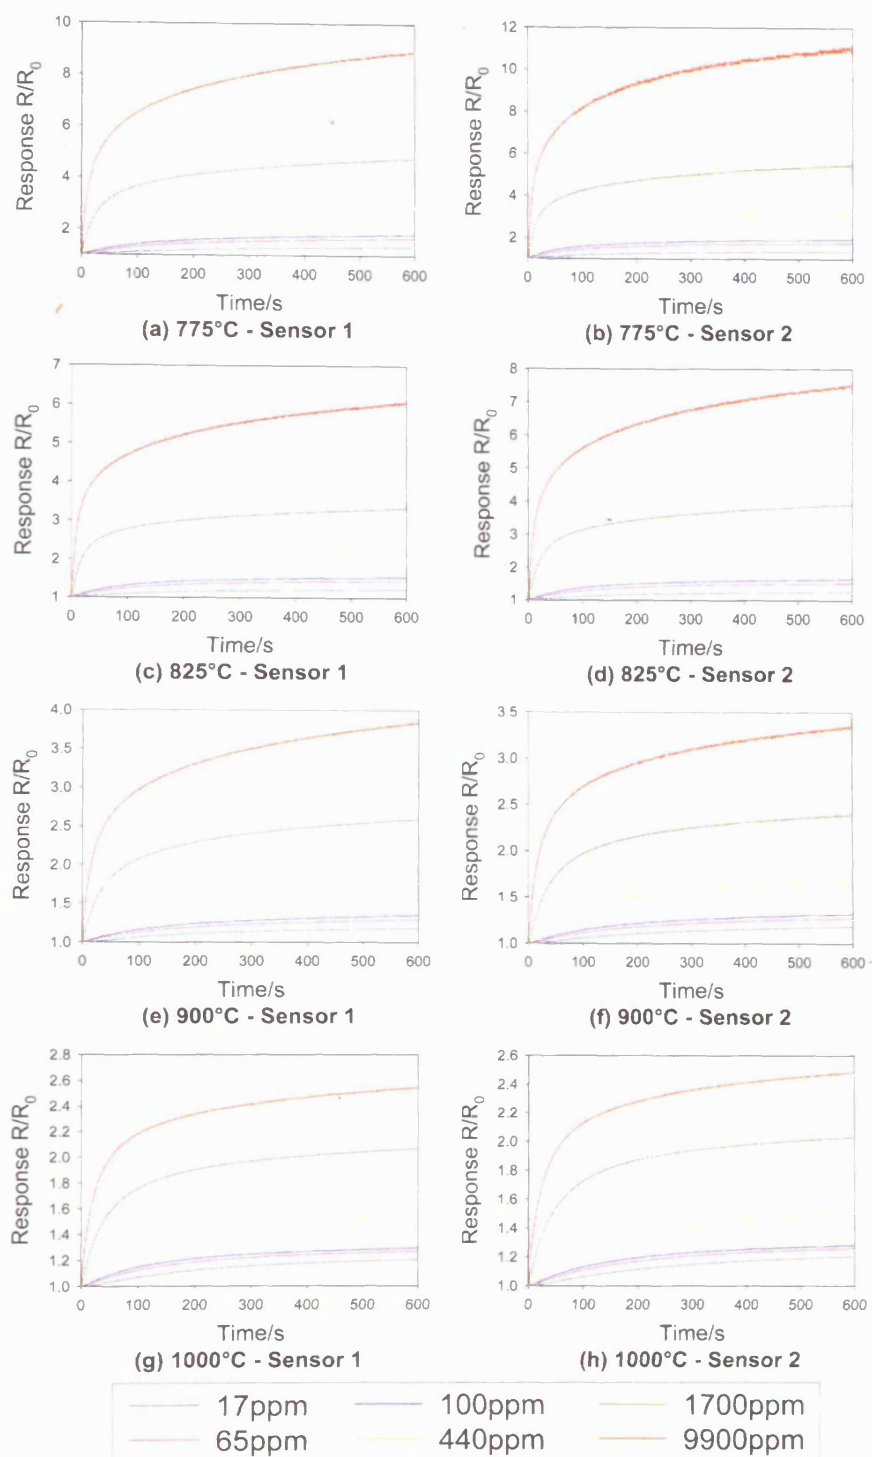 Response R/R0
10
8
6
4
2
0 100 200 300 400 500 600
Time/s
(a) 775°C - Sensor 1
Response R/R0
12
10
8
6
4
2
0 100 200 300 400 500 600
Time/s
(b) 775°C - Sensor 2
Response R/R0
7
6
5
4
3
2
1
0 100 200 300 400 500 600
Time/s
(c) 825°C - Sensor 1
Response R/R0
8
7
6
5
4
3
2
1
100 200 300 400 500 600
Time/s
(d) 825°C - Sensor 2
Response R/R0
4.0
3.5
3.0
2.5
2.0
1.5
1.0
0 100 200 300 400 500 600
Time/s
(e) 900°C - Sensor 1
Response R/R0
3.5
3.0
2.5
2.0
1.5
1.0
0 100 200 300 400 500 600
Time/s
(f) 900°C - Sensor 2
Response R/R0
2.8
2.6
2.4
2.2
2.0
1.8
1.6
1.4
1.2
1.0
0 100 200 300 400 500 600
Time/s
(g) 1000°C - Sensor 1
Response R/R0
2.6
2.4
2.2
2.0
1.8
1.6
1.4
1.2
1.0
0 100 200 300 400 500 600
Time/s
(h) 1000°C - Sensor 2
17ppm 100ppm 1700ppm
65ppm 440ppm 9900ppm